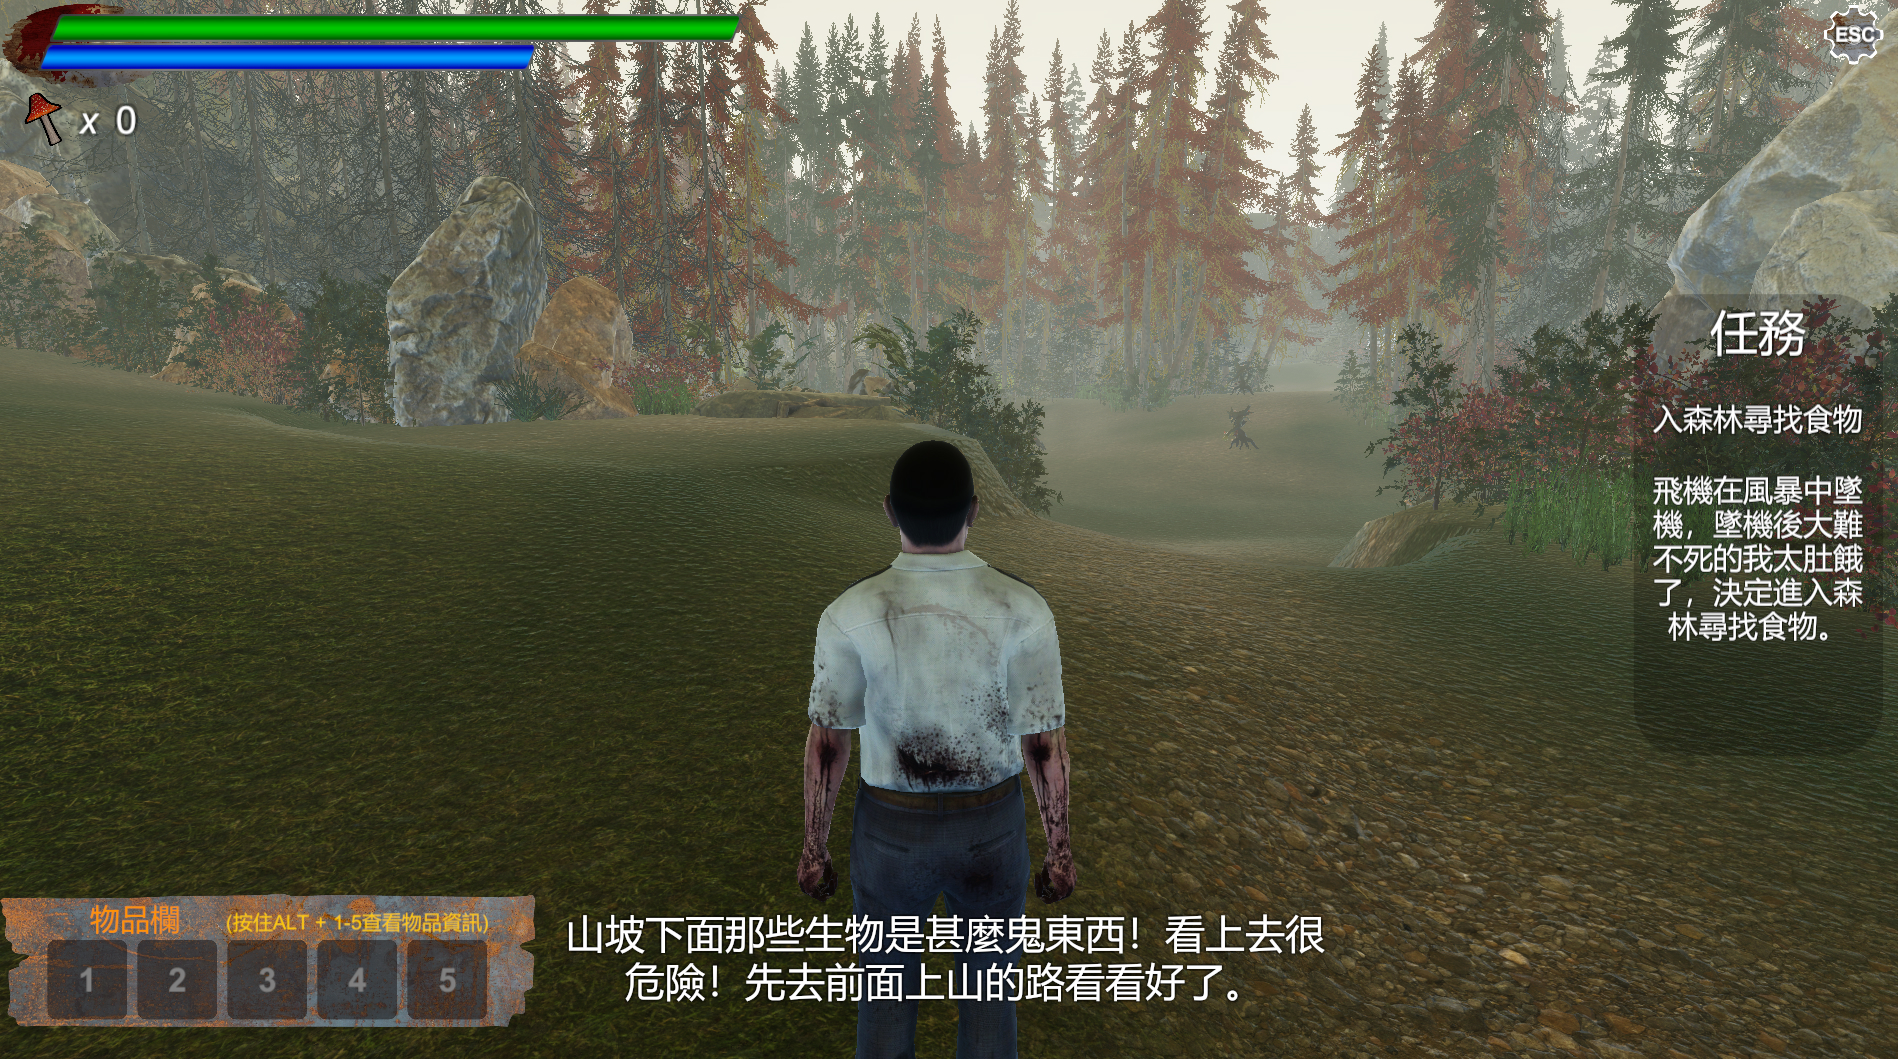 ESC
x 0
任務
入森林尋找食物
飛機在風暴中墜
機，墜機後大難
不死的我太肚餓
了，決定進入森
林尋找食物。
物品欄 (按住ALT + 1-5查看物品資訊)
1 2 3 4 5
山坡下面那些生物是甚麼鬼東西！看上去很
危險！先去前面上山的路看看好了。